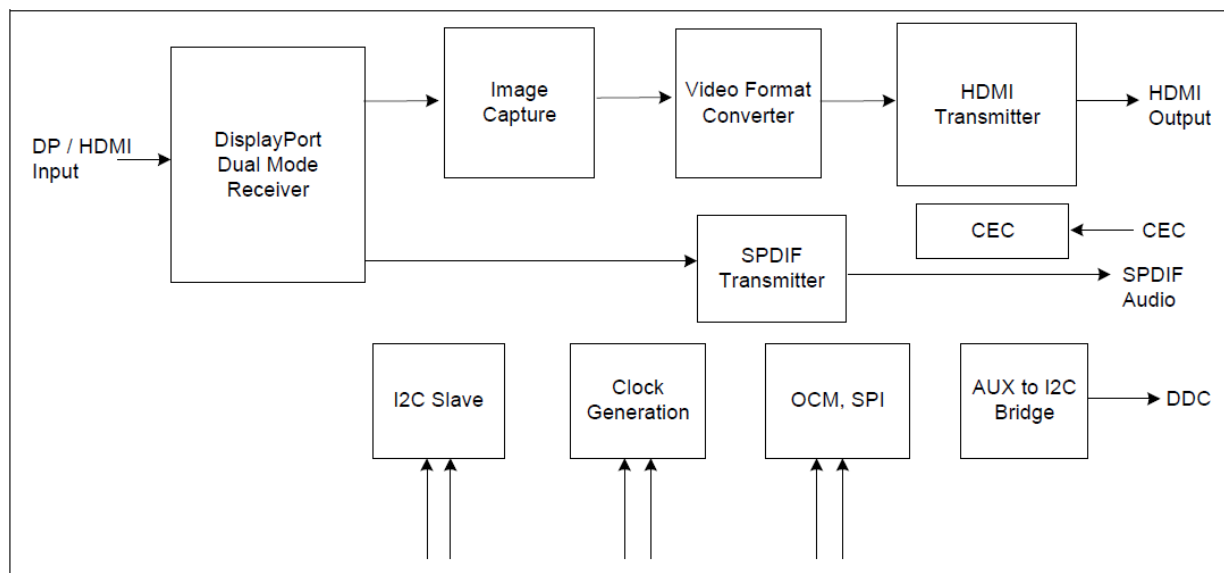 DP / HDMI
Input
DisplayPort
Dual Mode
Receiver
Image
Capture
Video Format
Converter
HDMI
Transmitter
HDMI
Output
CEC
CEC
SPDIF
Transmitter
SPDIF
Audio
I2C Slave
Clock
Generation
OCM, SPI
AUX to I2C
Bridge
DDC